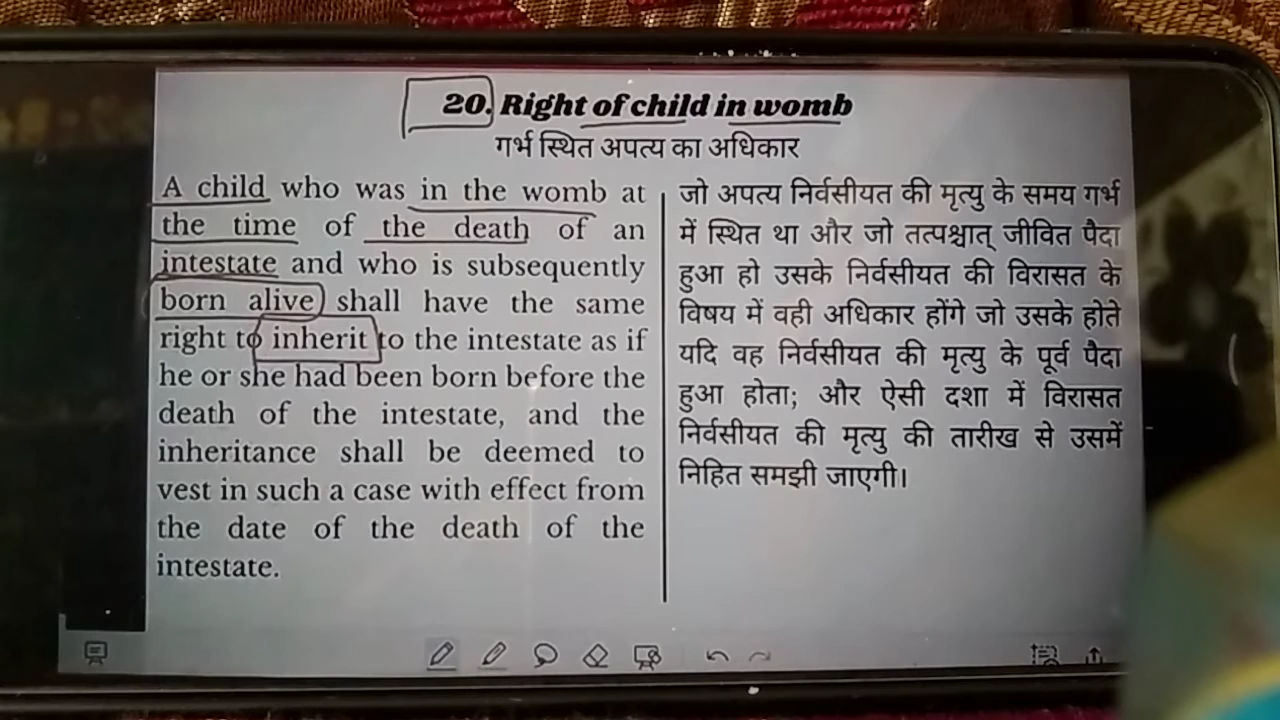 20. Right of child in womb
गर्भ स्थित अपत्य का अधिकार
A child who was in the womb at
the time of the death of an
intestate and who is subsequently
born alive shall have the same
right to inherit to the intestate as if
he or she had been born before the
death of the intestate, and the
inheritance shall be deemed to
vest in such a case with effect from
the date of the death of the
intestate.
जो अपत्य निर्वसीयत की मृत्यु के समय गर्भ
में स्थित था और जो तत्पश्चात् जीवित पैदा
हुआ हो उसके निर्वसीयत की विरासत के
विषय में वही अधिकार होंगे जो उसके होते
यदि वह निर्वसीयत की मृत्यु के पूर्व पैदा
हुआ होता; और ऐसी दशा में विरासत
निर्वसीयत की मृत्यु की तारीख से उसमें
निहित समझी जाएगी।